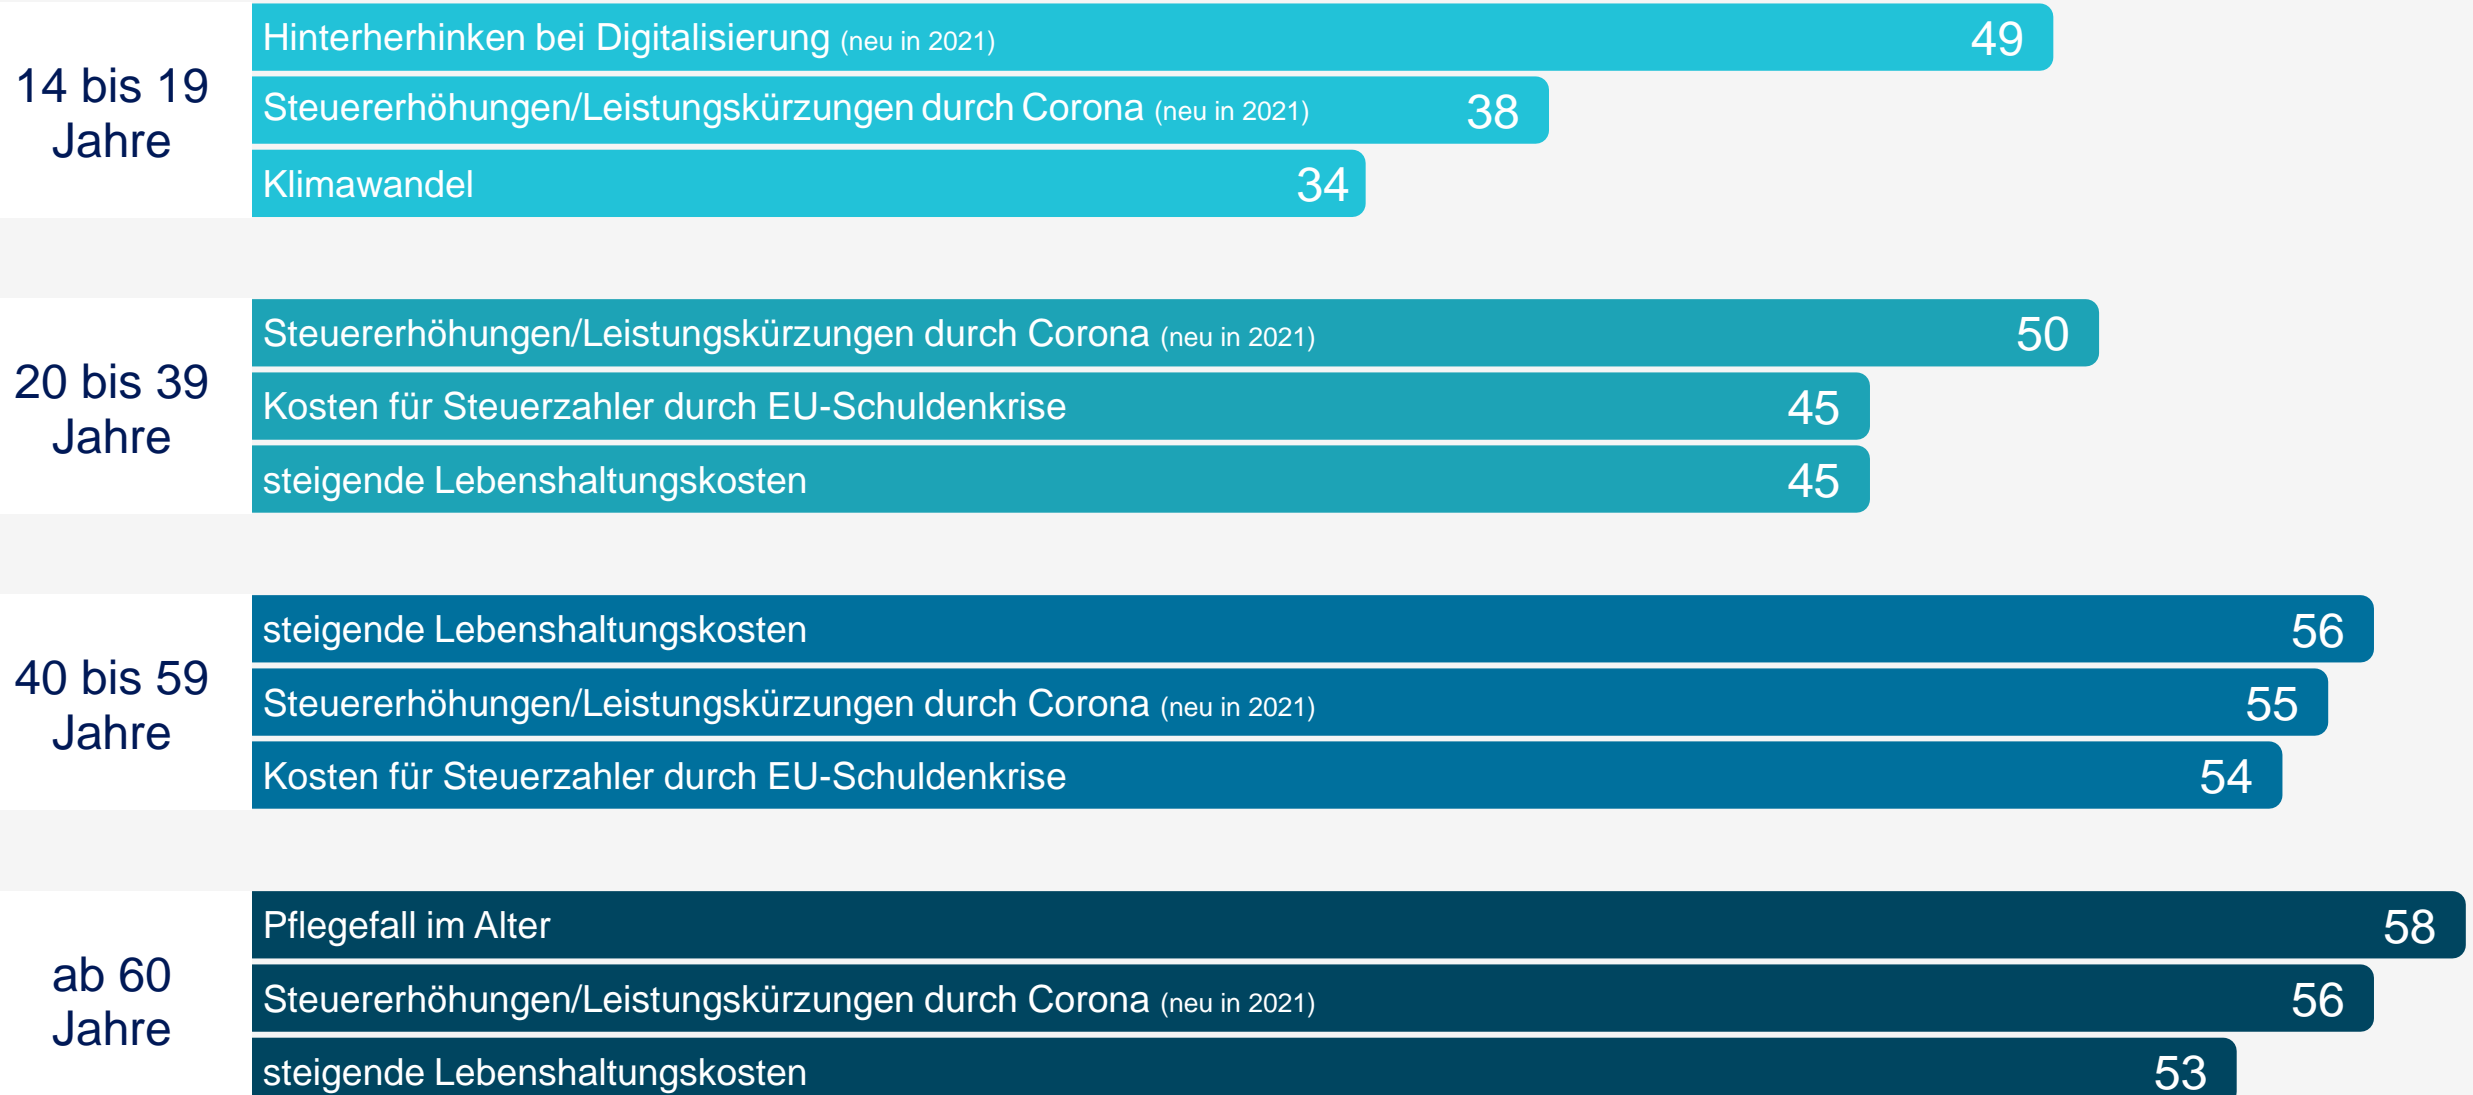 14 bis 19
Jahre
Hinterherhinken bei Digitalisierung (neu in 2021) 49
Steuererhöhungen/Leistungskürzungen durch Corona (neu in 2021) 38
Klimawandel 34
20 bis 39
Jahre
Steuererhöhungen/Leistungskürzungen durch Corona (neu in 2021) 50
Kosten für Steuerzahler durch EU-Schuldenkrise 45
steigende Lebenshaltungskosten 45
40 bis 59
Jahre
steigende Lebenshaltungskosten 56
Steuererhöhungen/Leistungskürzungen durch Corona (neu in 2021) 55
Kosten für Steuerzahler durch EU-Schuldenkrise 54
ab 60
Jahre
Pflegefall im Alter 58
Steuererhöhungen/Leistungskürzungen durch Corona (neu in 2021) 56
steigende Lebenshaltungskosten 53